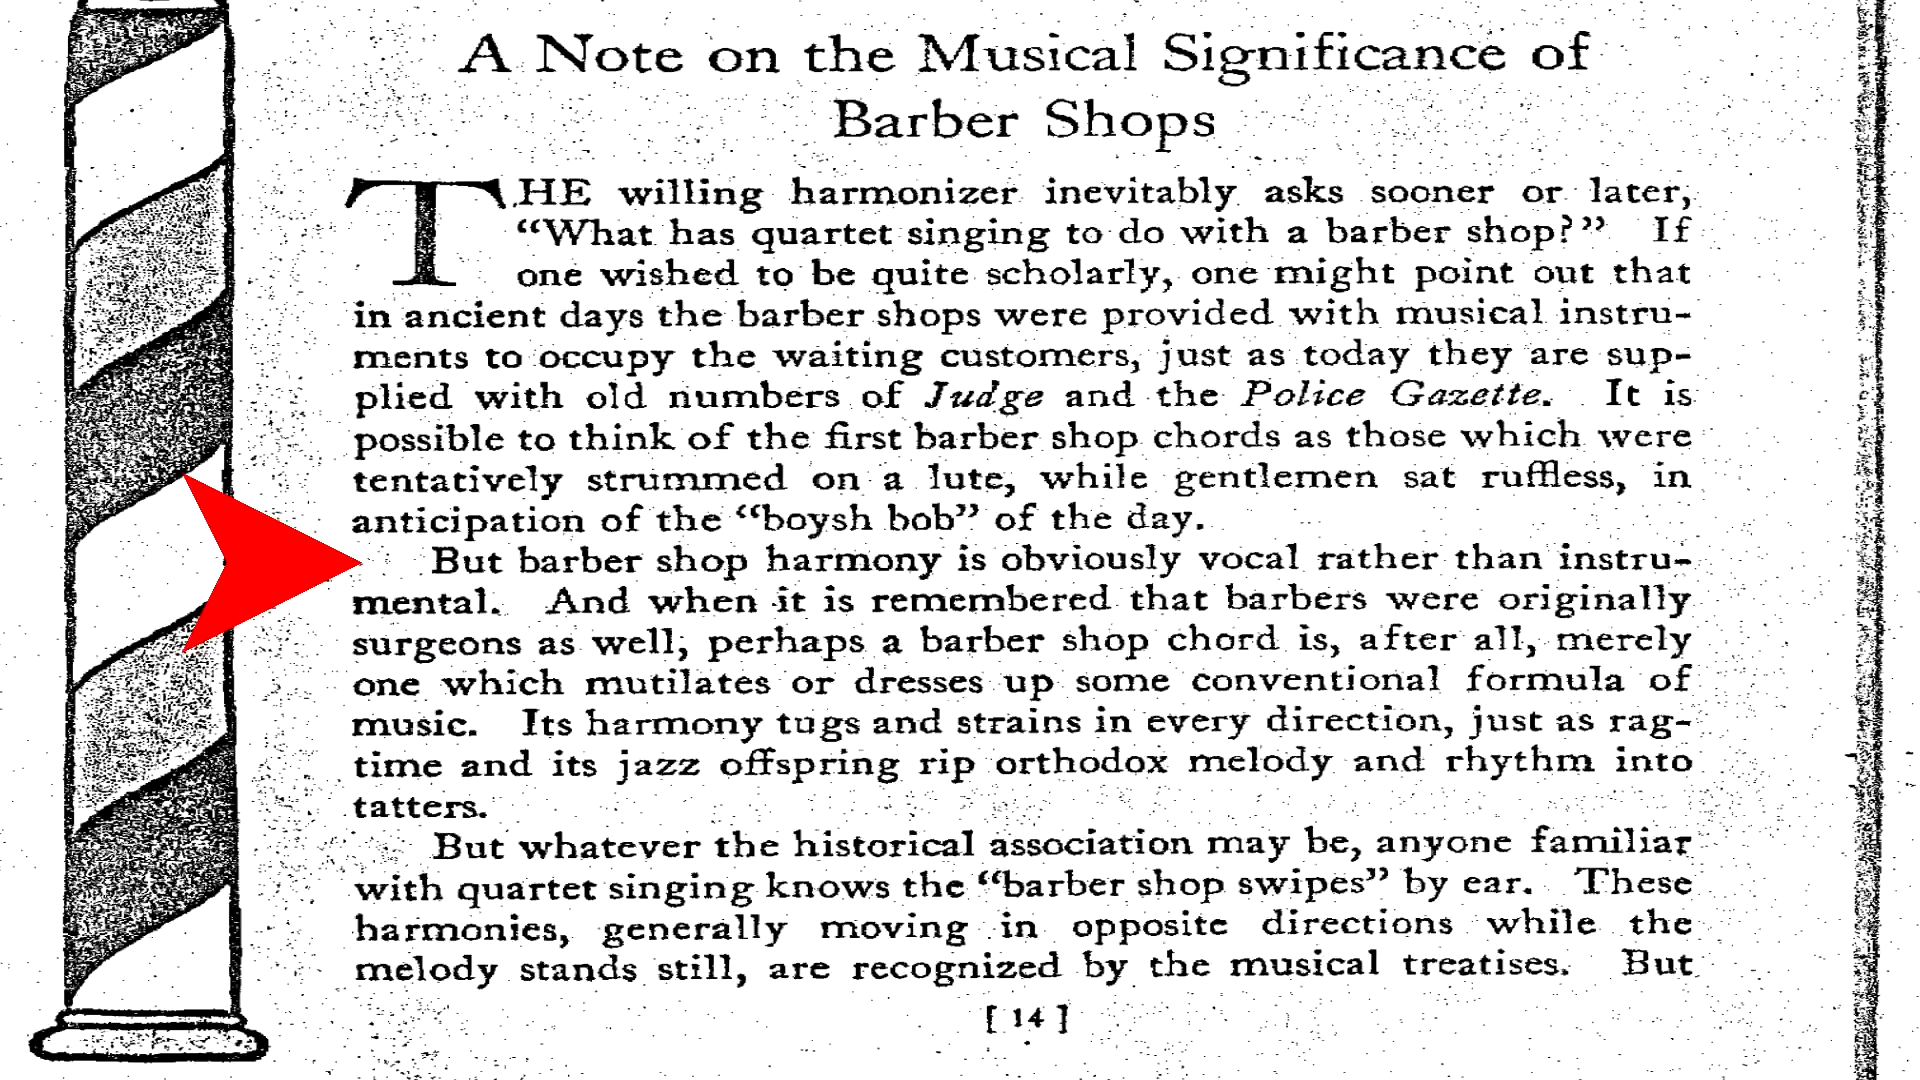 A Note on the Musical Significance of
Barber Shops
THE willing harmonizer inevitably asks sooner or later,
“What has quartet singing to do with a barber shop?” If
one wished to be quite scholarly, one might point out that
in ancient days the barber shops were provided with musical instru-
ments to occupy the waiting customers, just as today they are sup-
plied with old numbers of Judge and the Police Gazette. It is
possible to think of the first barber shop chords as those which were
tentatively strummed on a lute, while gentlemen sat ruffless, in
anticipation of the “boysh bob” of the day.
But barber shop harmony is obviously vocal rather than instru-
mental. And when it is remembered that barbers were originally
surgeons as well, perhaps a barber shop chord is, after all, merely
one which mutilates or dresses up some conventional formula of
music. Its harmony tugs and strains in every direction, just as rag-
time and its jazz offspring rip orthodox melody and rhythm into
tatters.
But whatever the historical association may be, anyone familiar
with quartet singing knows the “barber shop swipes” by ear. These
harmonies, generally moving in opposite directions while the
melody stands still, are recognized by the musical treatises. But
[ 14 ]